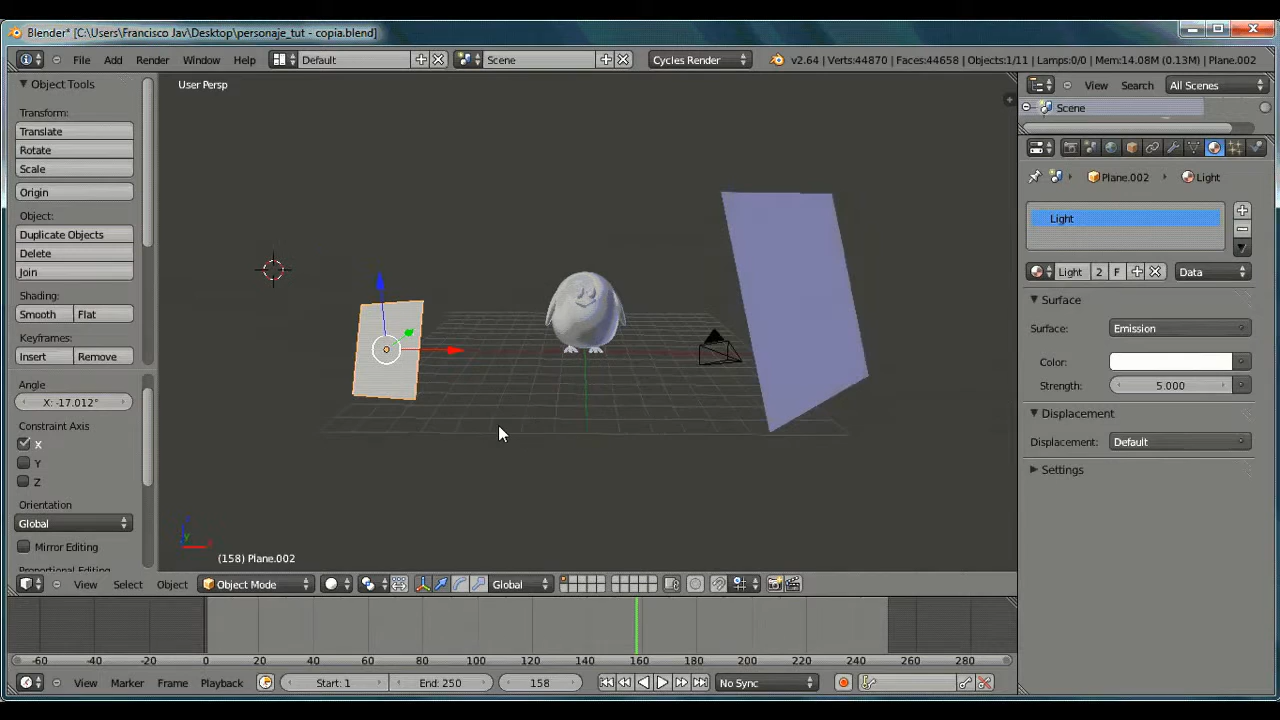 Blender* [C:\Users\Francisco Jav\Desktop\personaje_tut - copia.blend]
File Add Render Window Help Default Scene Cycles Render v2.64 | Verts:44870 | Faces:44658 | Objects:1/11 | Lamps:0/0 | Mem:14.08M (0.13M) | Plane.002
Object Tools
Transform:
Translate
Rotate
Scale
Origin
Object:
Duplicate Objects
Delete
Join
Shading:
Smooth Flat
Keyframes:
Insert Remove
Angle
X: -17.012°
Constraint Axis
X
Y
Z
Orientation
Global
Mirror Editing
User Persp
(158) Plane.002
View Select Object Object Mode Global
View Search All Scenes
Scene
Plane.002 Light
Light
Light 2 F Data
Surface
Surface: Emission
Color:
Strength: 5.000
Displacement
Displacement: Default
Settings
-60 -40 -20 0 20 40 60 80 100 120 140 160 180 200 220 240 260 280
View Marker Frame Playback Start: 1 End: 250 158 No Sync